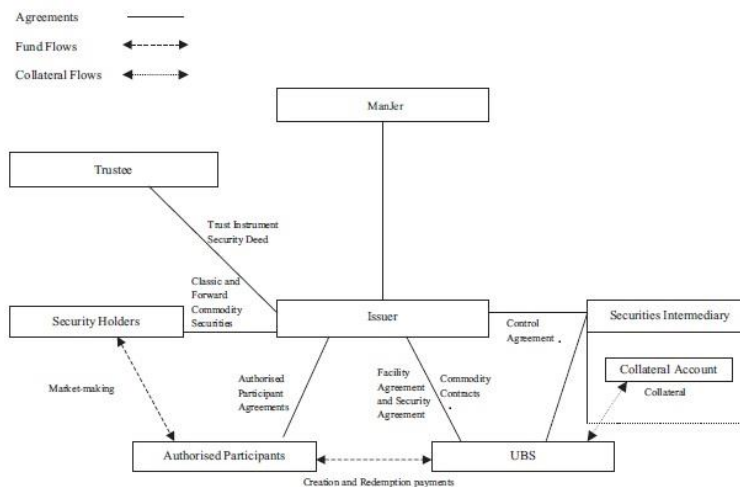 Agreements
Fund Flows
Collateral Flows
ManJer
Trustee
Trust Instrument
Security Deed
Classic and
Forward
Commodity
Securities
Security Holders
Issuer
Securities Intermediary
Control
Agreement .
Collateral Account
Collateral
Market-making
Authorised
Participant
Agreements
Facility
Agreement
and Security
Agreement
Commodity
Contracts
.
Authorised Participants
UBS
Creation and Redemption payments